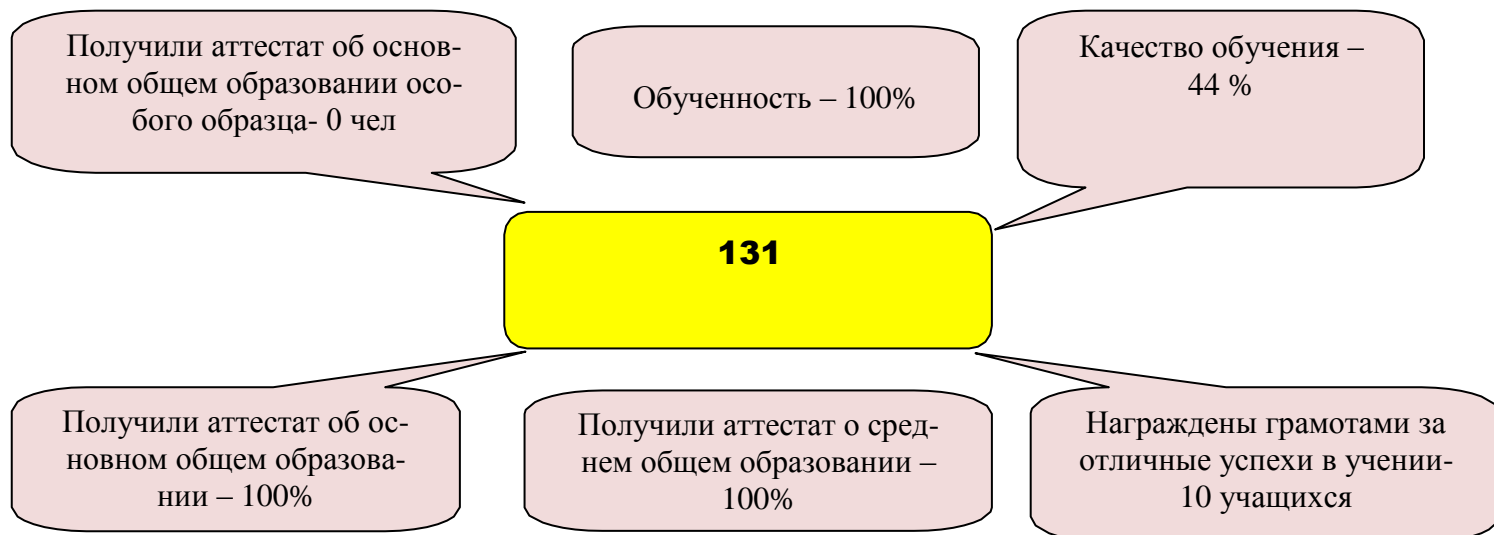 Получили аттестат об основ-
ном общем образовании осо-
бого образца- 0 чел
Обученность – 100%
Качество обучения –
44 %
131
Получили аттестат об ос-
новном общем образова-
нии – 100%
Получили аттестат о сред-
нем общем образовании –
100%
Награждены грамотами за
отличные успехи в учении-
10 учащихся